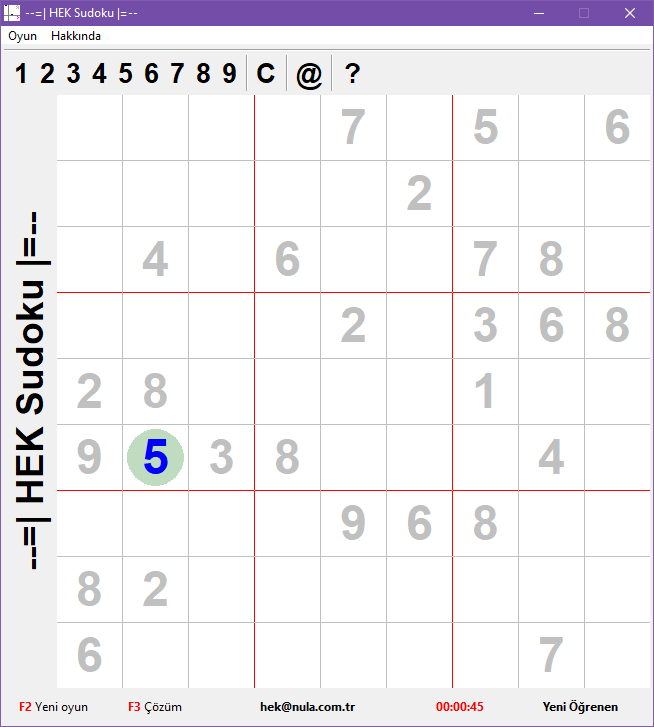 --=| HEK Sudoku |=--
Oyun Hakkında
1 2 3 4 5 6 7 8 9 C @ ?
--=| HEK Sudoku |=--
7 5 6
2
4 6 7 8
2 3 6 8
2 8 1
9 5 3 8 4
9 6 8
8 2
6 7
F2 Yeni oyun F3 Çözüm hek@nula.com.tr 00:00:45 Yeni Öğrenen